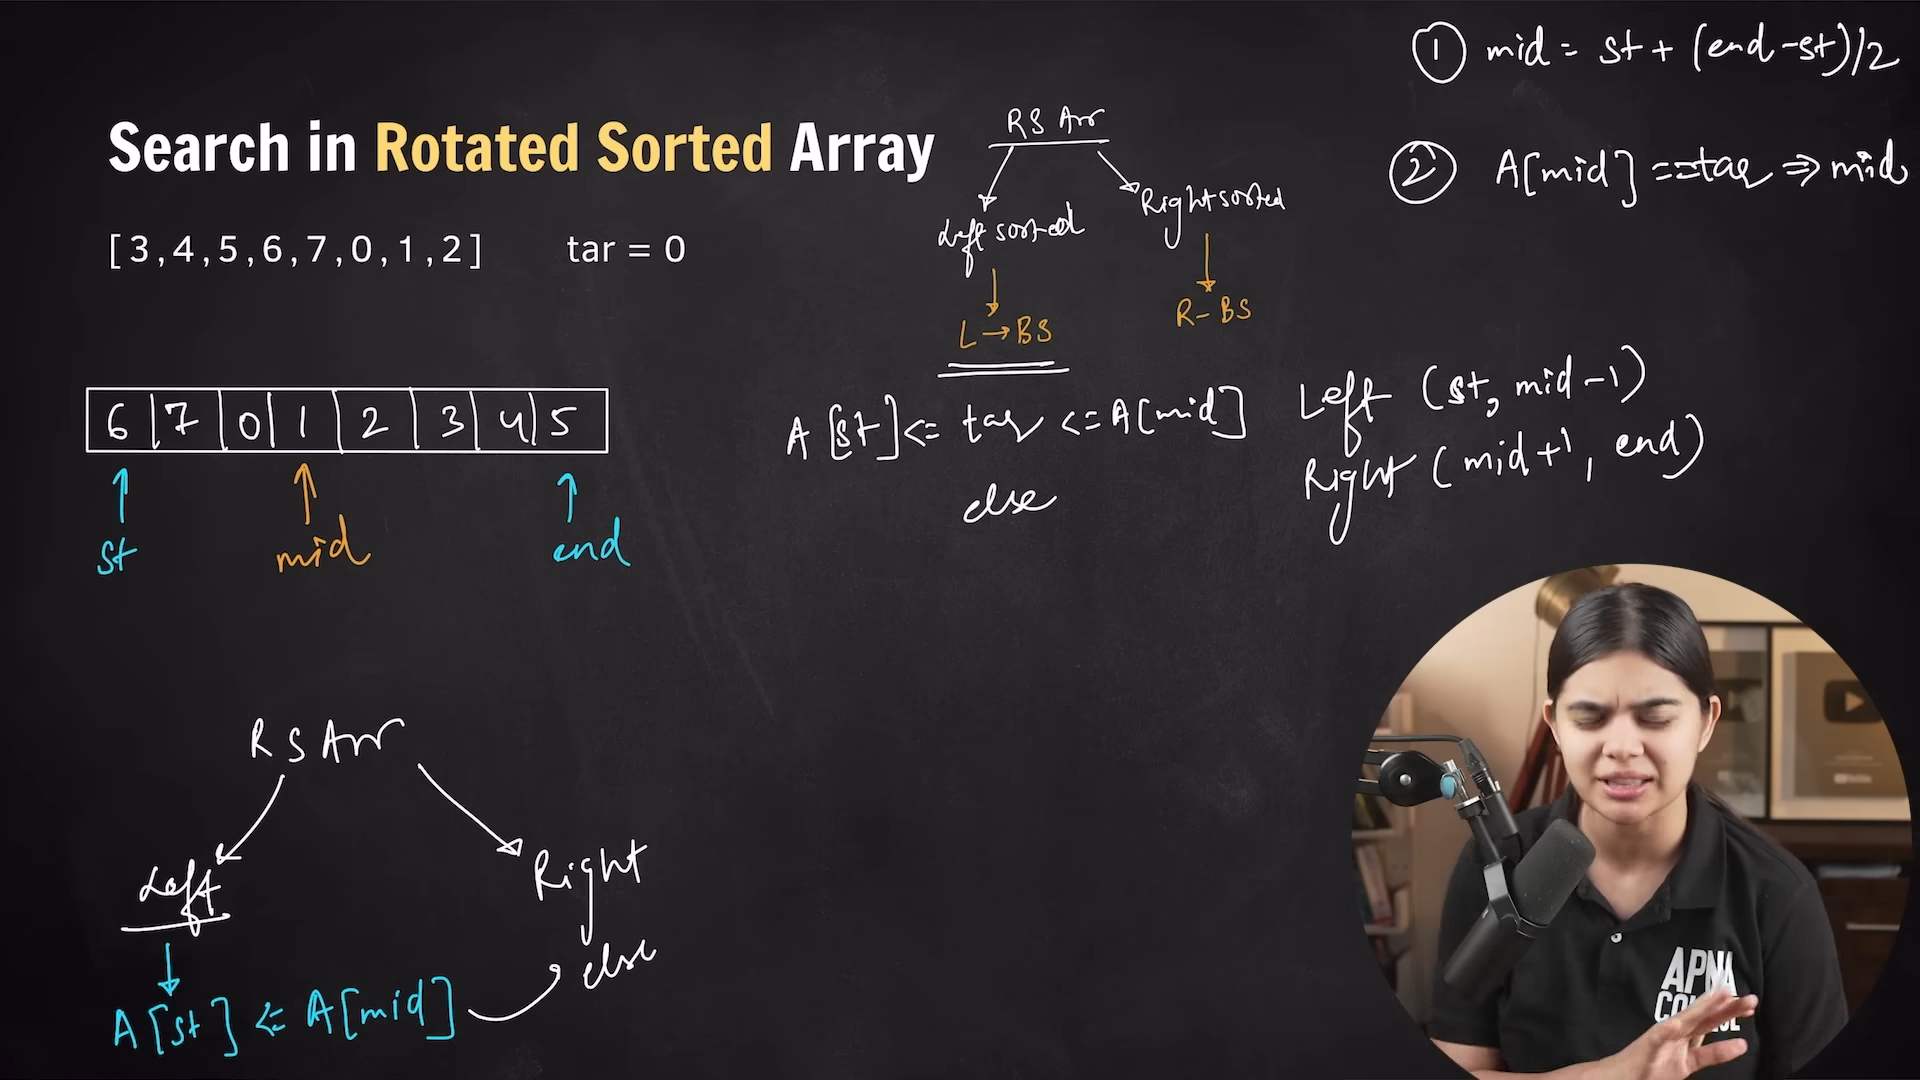 ① mid = st + (end-st)/2
Search in Rotated Sorted Array
RS Arr
② A[mid] == tar ⇒ mid
Left sorted
Right sorted
[3,4,5,6,7,0,1,2] tar = 0
L → BS
R - BS
A[st] <= tar <= A[mid] Left (st, mid-1)
else Right (mid+1, end)
6 7 0 1 2 3 4 5
st mid end
RS Arr
Left
Right
else
A[st] <= A[mid]
APNA
COLLEGE